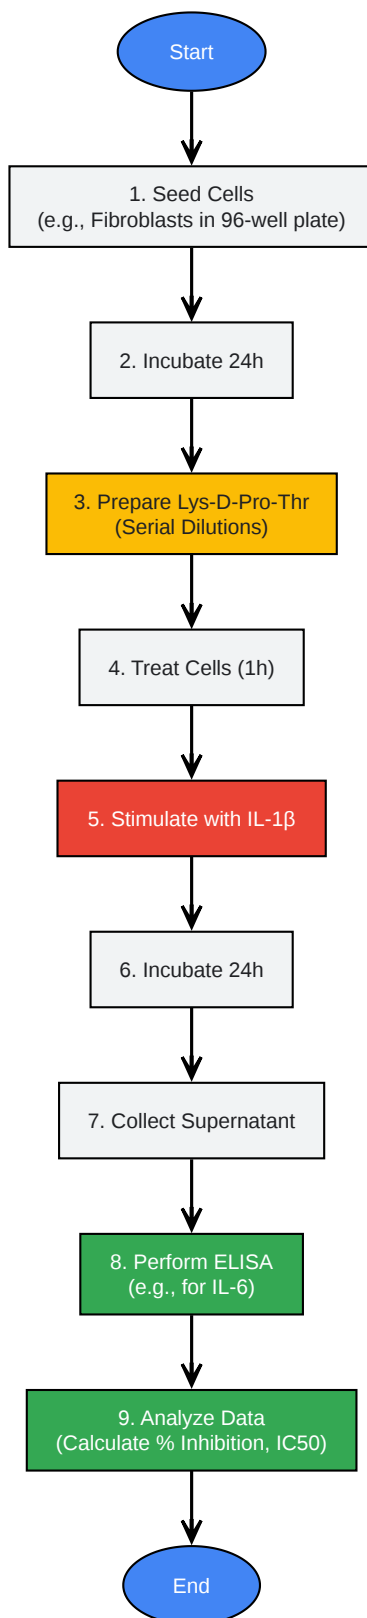 Start
1. Seed Cells
(e.g., Fibroblasts in 96-well plate)
2. Incubate 24h
3. Prepare Lys-D-Pro-Thr
(Serial Dilutions)
4. Treat Cells (1h)
5. Stimulate with IL-1β
6. Incubate 24h
7. Collect Supernatant
8. Perform ELISA
(e.g., for IL-6)
9. Analyze Data
(Calculate % Inhibition, IC50)
End